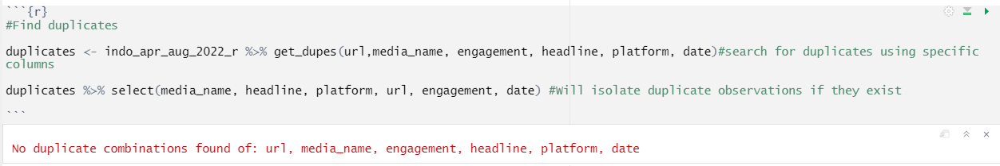 ```{r}
#Find duplicates
duplicates <- indo_apr_aug_2022_r %>% get_dupes(url,media_name, engagement, headline, platform, date)#search for duplicates using specific
columns
duplicates %>% select(media_name, headline, platform, url, engagement, date) #Will isolate duplicate observations if they exist
```
No duplicate combinations found of: url, media_name, engagement, headline, platform, date